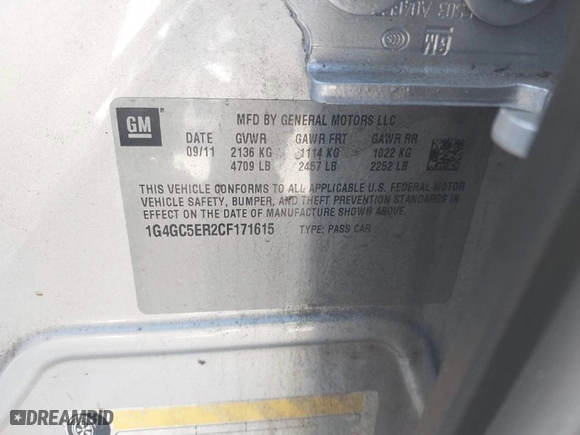 GM
MFD BY GENERAL MOTORS LLC
DATE GVWR GAWR FRT GAWR RR
09/11 2136 KG 1114 KG 1022 KG
4709 LB 2457 LB 2252 LB
THIS VEHICLE CONFORMS TO ALL APPLICABLE U.S. FEDERAL MOTOR
VEHICLE SAFETY, BUMPER, AND THEFT PREVENTION STANDARDS IN
EFFECT ON THE DATE OF MANUFACTURE SHOWN ABOVE.
1G4GC5ER2CF171615 TYPE: PASS CAR
GM
DREAMBID